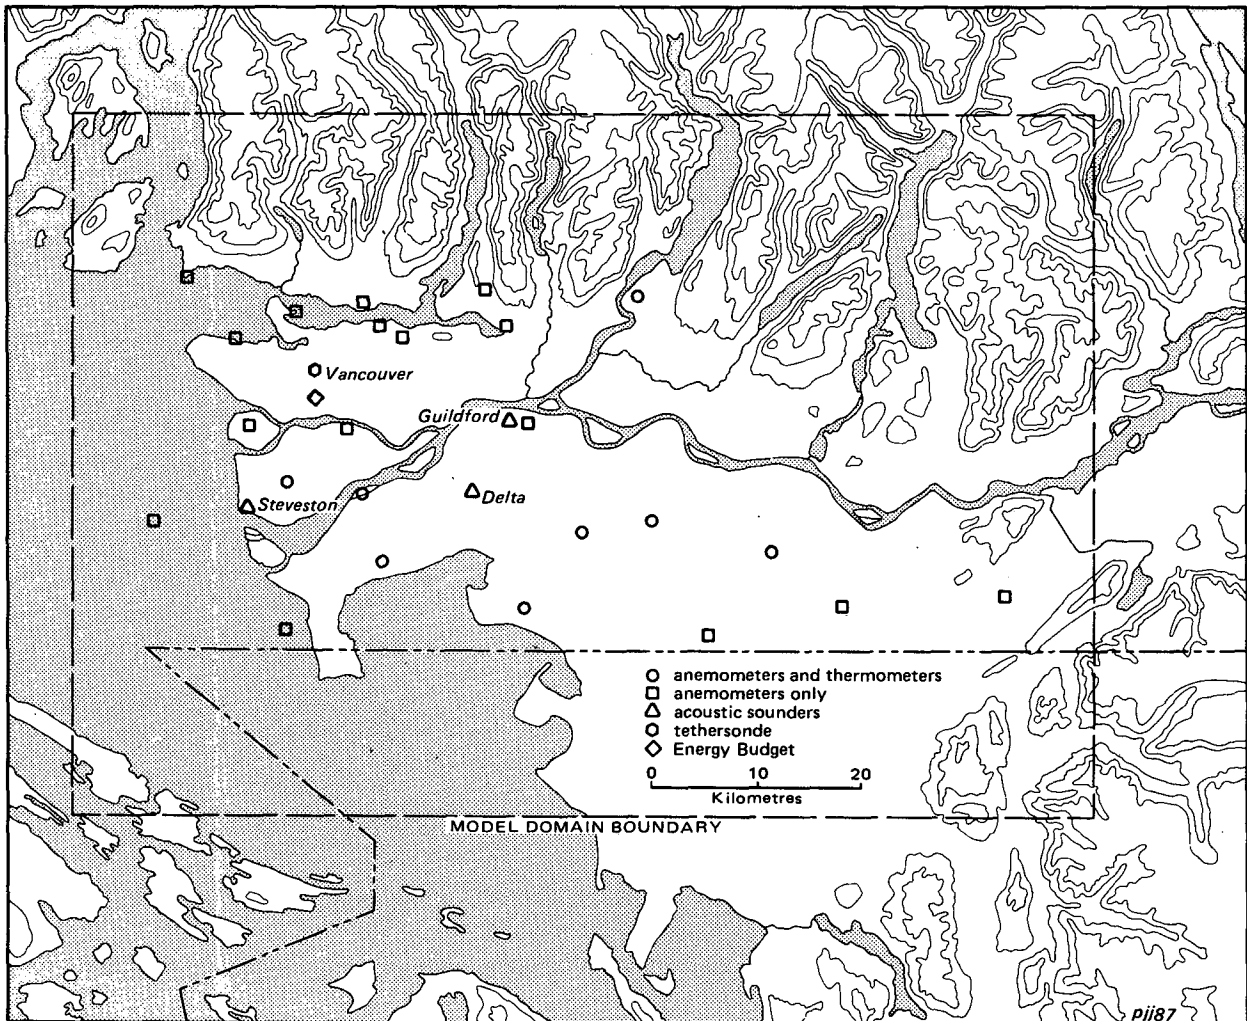 Vancouver
Guildford
Steveston
Delta
anemometers and thermometers
anemometers only
acoustic sounders
tethersonde
Energy Budget
0 10 20
Kilometres
MODEL DOMAIN BOUNDARY
pjj87